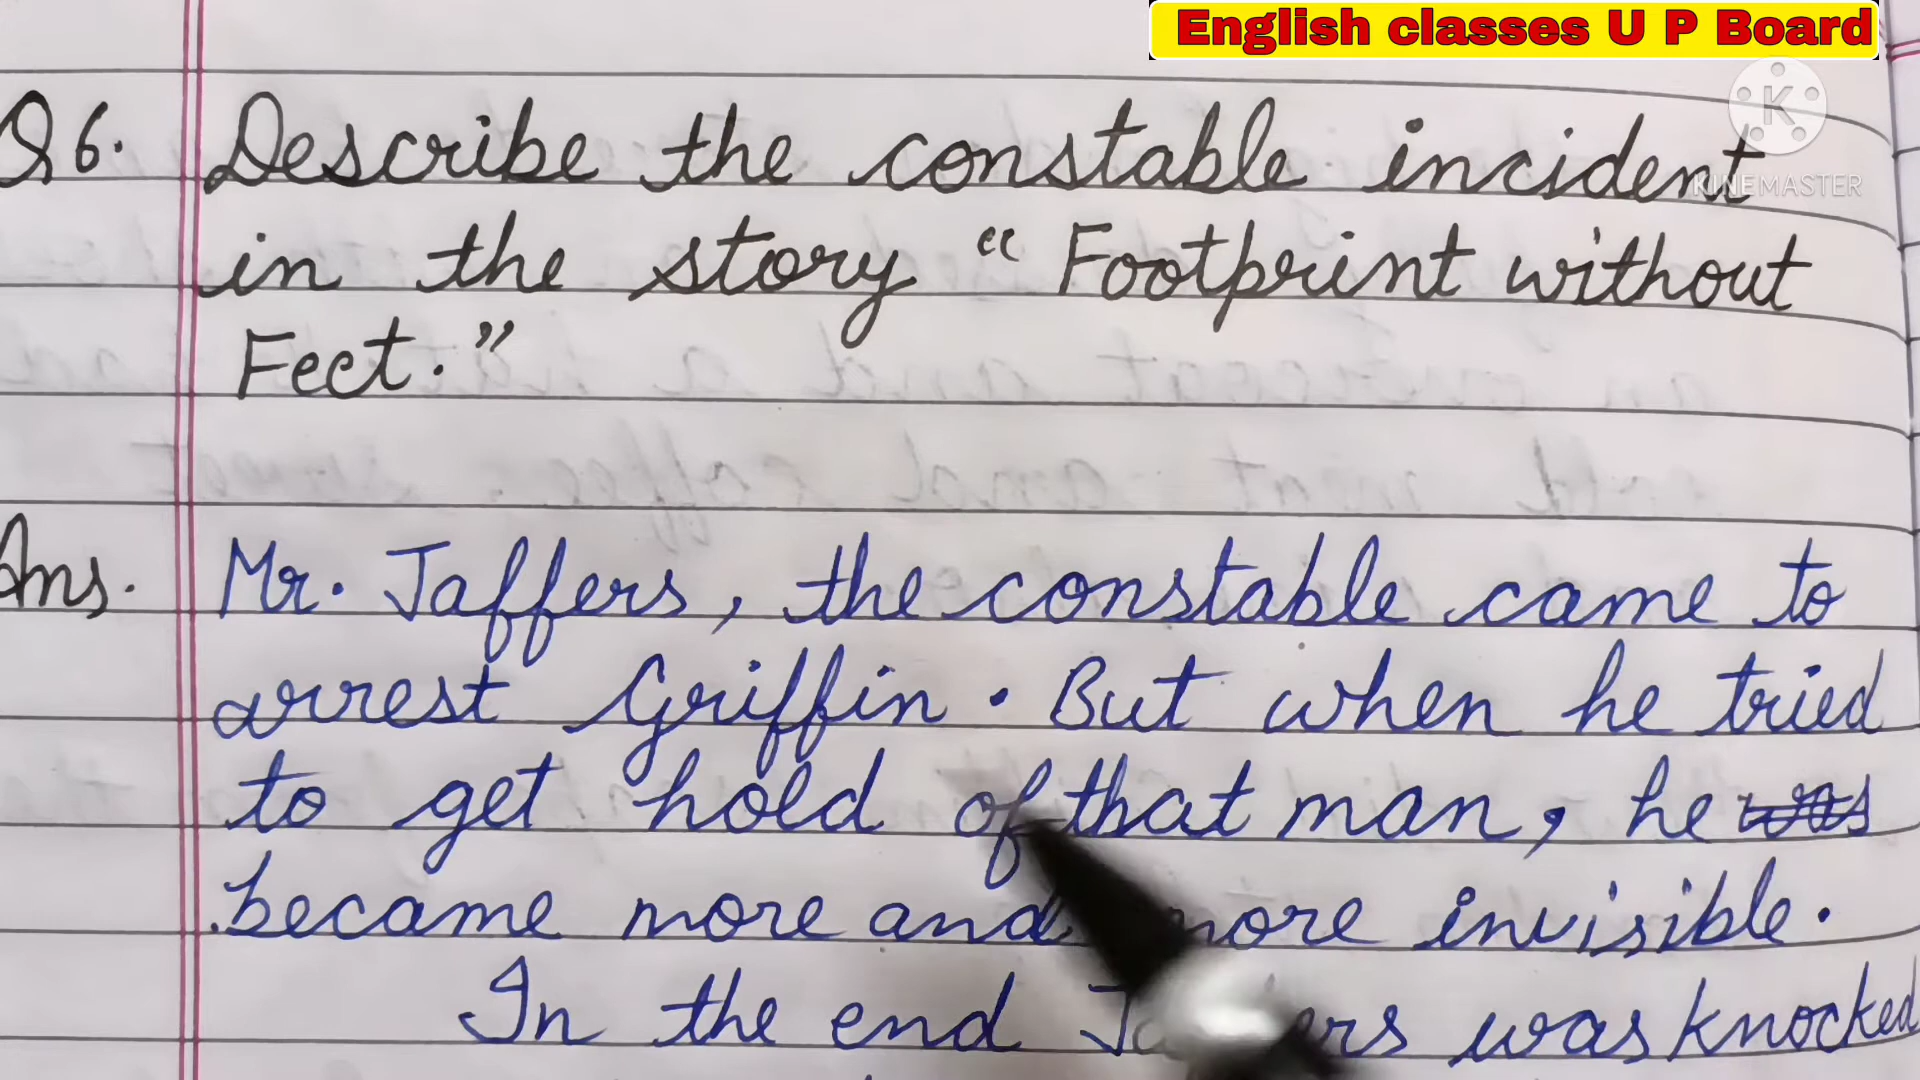 English classes U P Board
Q6. Describe the constable incident
KINEMASTER
in the story “Footprint without
Feet.”
Ans. Mr. Jaffers, the constable came to
arrest Griffin. But when he tried
to get hold of that man, he was
became more and more invisible.
In the end was knocked